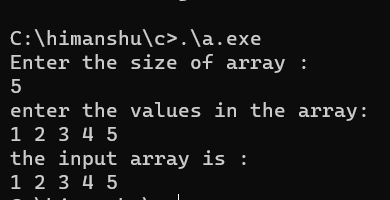 C:\himanshu\c>.\a.exe
Enter the size of array :
5
enter the values in the array:
1 2 3 4 5
the input array is :
1 2 3 4 5